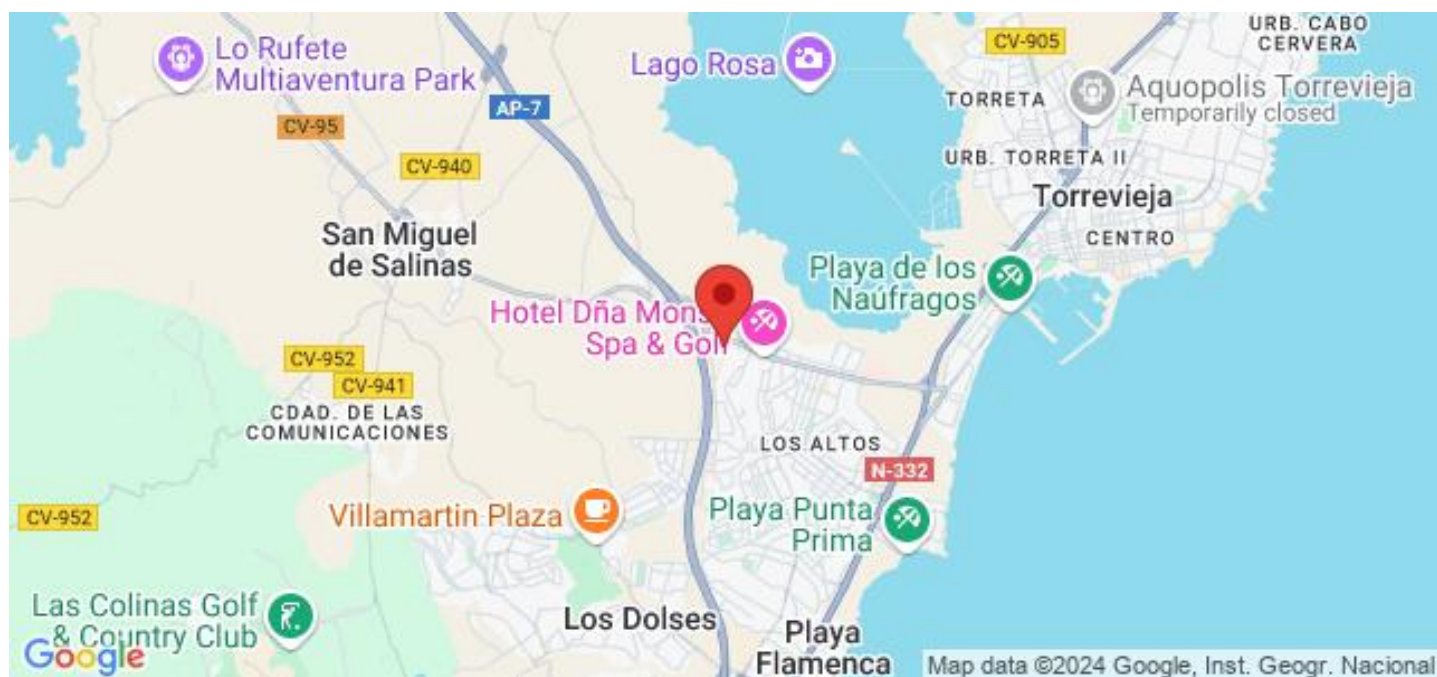 Lo Rufete
Multiaventura Park
Lago Rosa
CV-905
URB. CABO
CERVERA
AP-7
TORRETA
Aquopolis Torrevieja
Temporarily closed
CV-95
CV-940
URB. TORRETA II
Torrevieja
San Miguel
de Salinas
CENTRO
Playa de los
Naúfragos
Hotel Dña Mons
Spa & Golf
CV-952
CV-941
CDAD. DE LAS
COMUNICACIONES
LOS ALTOS
N-332
CV-952
Villamartin Plaza
Playa Punta
Prima
Las Colinas Golf
& Country Club
Los Dolses
Playa
Flamenca
Google
Map data ©2024 Google, Inst. Geogr. Nacional